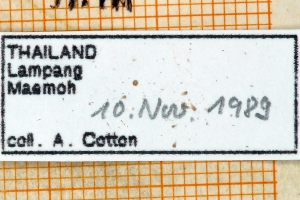 THAILAND
Lampang
Maemoh
10. Nov. 1989
coll. A. Cotton